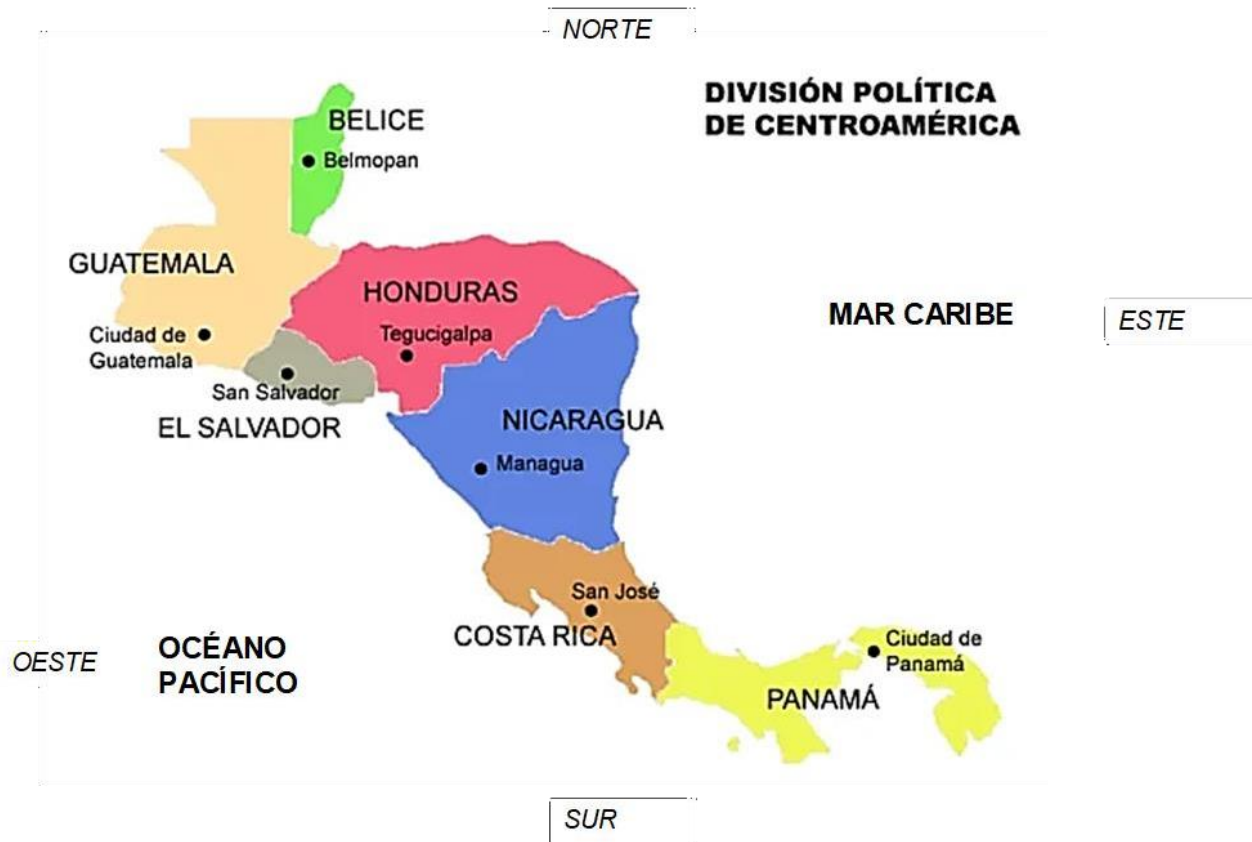 NORTE
DIVISIÓN POLÍTICA
DE CENTROAMÉRICA
BELICE
Belmopan
GUATEMALA
HONDURAS
MAR CARIBE
ESTE
Ciudad de
Guatemala
Tegucigalpa
San Salvador
EL SALVADOR
NICARAGUA
Managua
San José
COSTA RICA
OESTE
OCÉANO
PACÍFICO
Ciudad de
Panamá
PANAMÁ
SUR